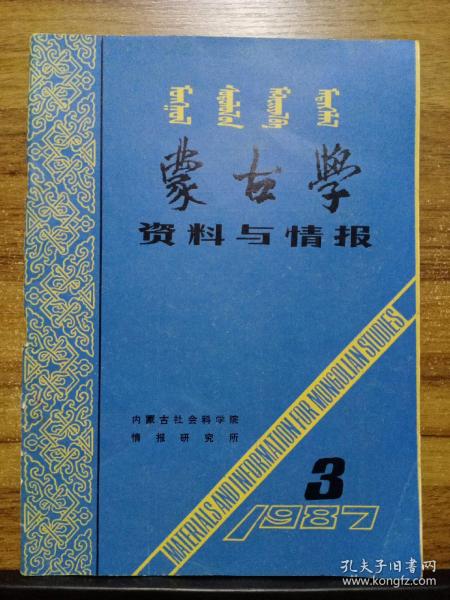 蒙古学
资料与情报
MATERIALS AND INFORMATION FOR MONGOLIAN STUDIES
内蒙古社会科学院
情报研究所
3
1987
孔夫子旧书网
www.kongfz.com